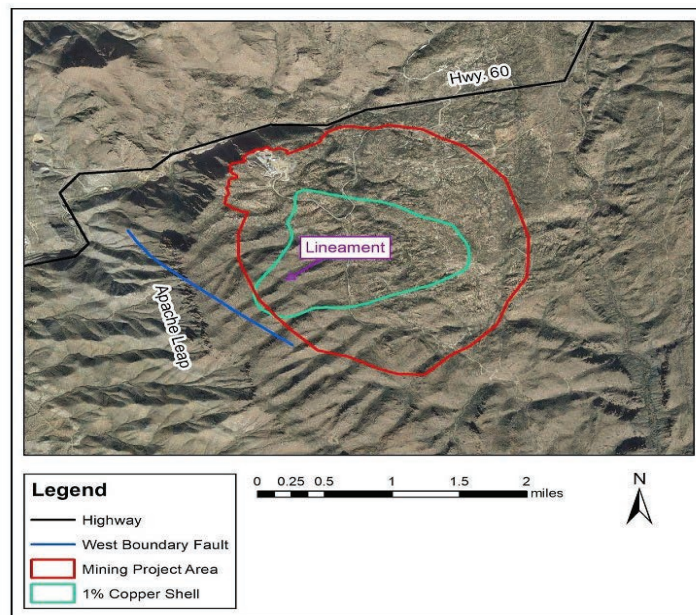 Hwy. 60
Lineament
Apache Leap
Legend
Highway
West Boundary Fault
Mining Project Area
1% Copper Shell
0 0.25 0.5 1 1.5 2
miles
N